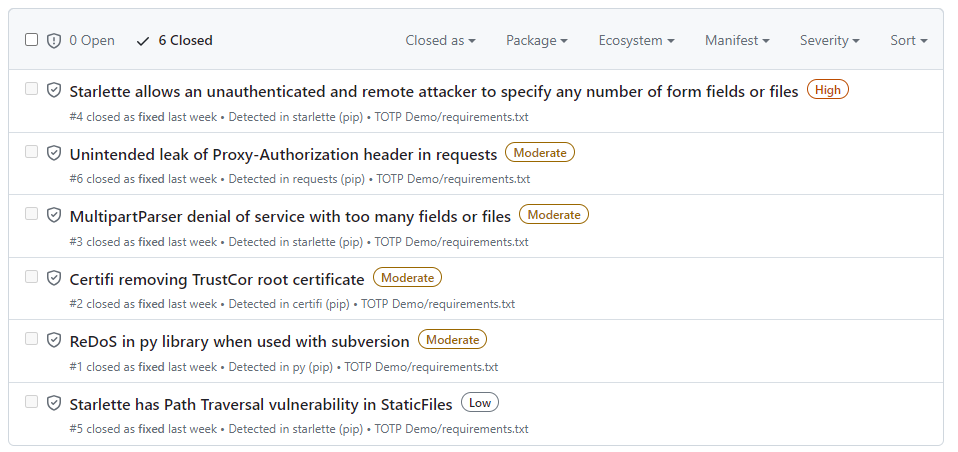 0 Open 6 Closed Closed as Package Ecosystem Manifest Severity Sort
Starlette allows an unauthenticated and remote attacker to specify any number of form fields or files High
#4 closed as fixed last week • Detected in starlette (pip) • TOTP Demo/requirements.txt
Unintended leak of Proxy-Authorization header in requests Moderate
#6 closed as fixed last week • Detected in requests (pip) • TOTP Demo/requirements.txt
MultipartParser denial of service with too many fields or files Moderate
#3 closed as fixed last week • Detected in starlette (pip) • TOTP Demo/requirements.txt
Certifi removing TrustCor root certificate Moderate
#2 closed as fixed last week • Detected in certifi (pip) • TOTP Demo/requirements.txt
ReDoS in py library when used with subversion Moderate
#1 closed as fixed last week • Detected in py (pip) • TOTP Demo/requirements.txt
Starlette has Path Traversal vulnerability in StaticFiles Low
#5 closed as fixed last week • Detected in starlette (pip) • TOTP Demo/requirements.txt